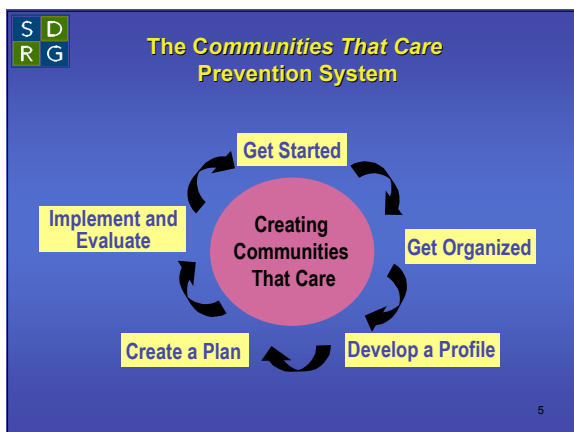 S D
R G
The Communities That Care
Prevention System
Get Started
Implement and
Evaluate
Creating
Communities
That Care
Get Organized
Create a Plan
Develop a Profile
5